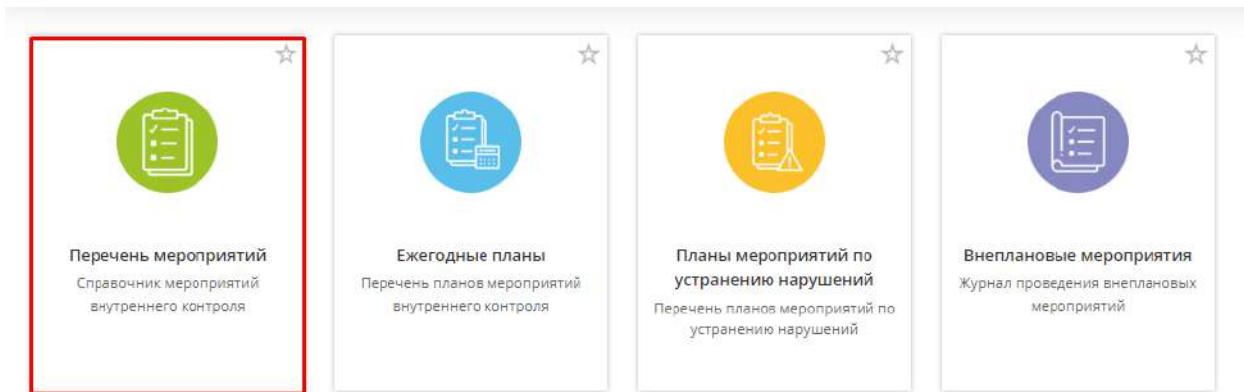 Перечень мероприятий
Справочник мероприятий
внутреннего контроля
Ежегодные планы
Перечень планов мероприятий
внутреннего контроля
Планы мероприятий по
устранению нарушений
Перечень планов мероприятий по
устранению нарушений
Внеплановые мероприятия
Журнал проведения внеплановых
мероприятий